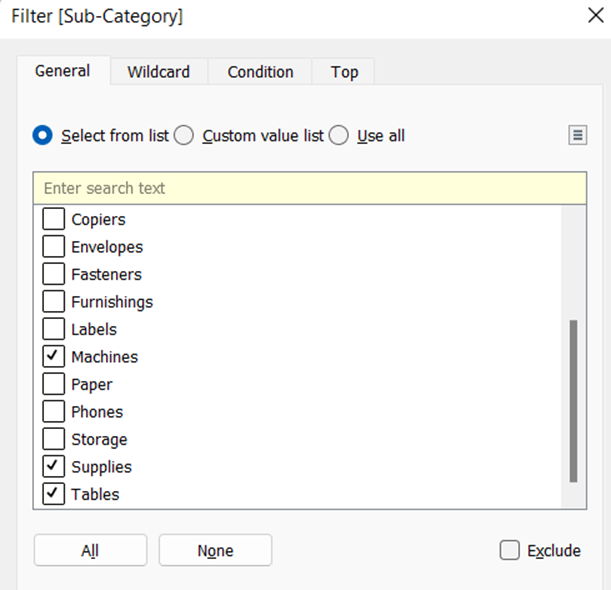 Filter [Sub-Category]
General Wildcard Condition Top
Select from list Custom value list Use all
Enter search text
Copiers
Envelopes
Fasteners
Furnishings
Labels
Machines
Paper
Phones
Storage
Supplies
Tables
All None Exclude